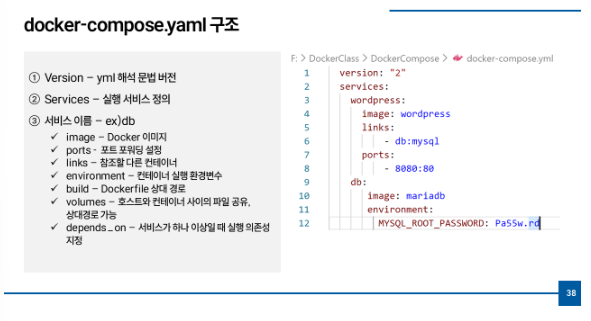 docker-compose.yaml 구조
① Version – yml 해석 문법 버전
② Services – 실행 서비스 정의
③ 서비스 이름 – ex)db
✓ image – Docker 이미지
✓ ports - 포트 포워딩 설정
✓ links – 참조할 다른 컨테이너
✓ environment – 컨테이너 실행 환경변수
✓ build – Dockerfile 상대 경로
✓ volumes – 호스트와 컨테이너 사이의 파일 공유,
상대경로 가능
✓ depends_on – 서비스가 하나 이상일 때 실행 의존성
지정
F: > DockerClass > DockerCompose > docker-compose.yml
1 version: "2"
2 services:
3 wordpress:
4 image: wordpress
5 links:
6 - db:mysql
7 ports:
8 - 8080:80
9 db:
10 image: mariadb
11 environment:
12 MYSQL_ROOT_PASSWORD: Pa55w.rd
38